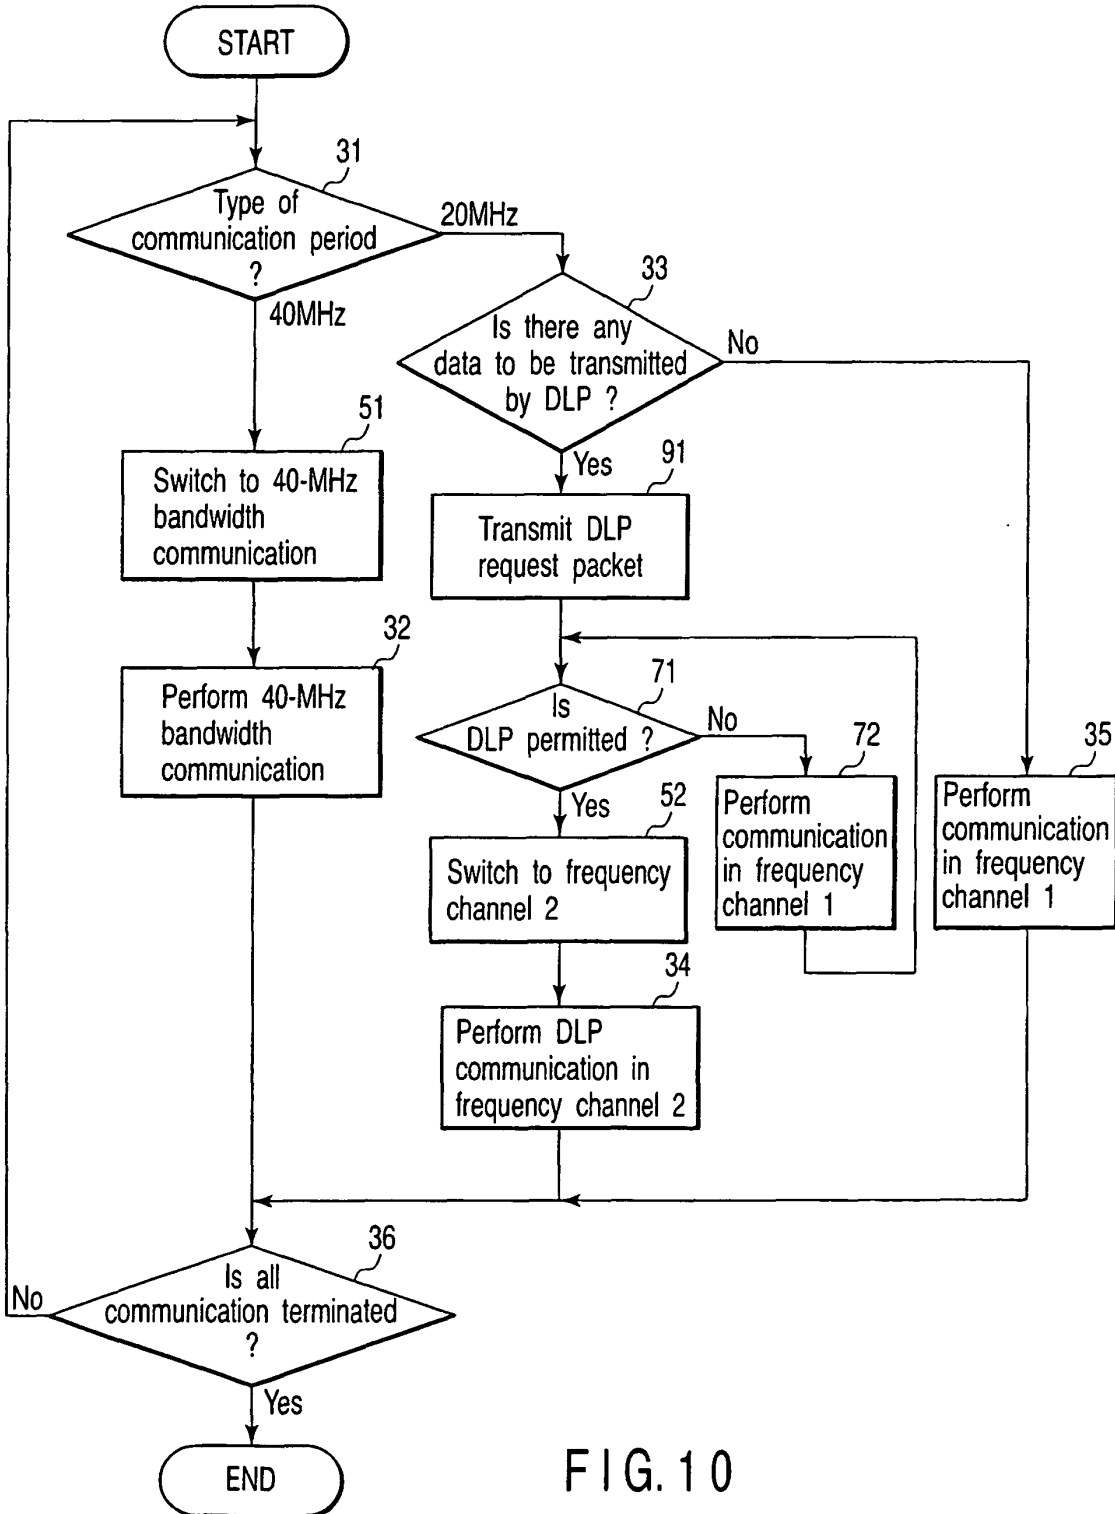 START
31
Type of
communication period
?
20MHz
40MHz
33
Is there any
data to be transmitted
by DLP ?
No
Yes
51
Switch to 40-MHz
bandwidth
communication
91
Transmit DLP
request packet
32
Perform 40-MHz
bandwidth
communication
71
Is
DLP permitted ?
No
Yes
72
Perform
communication
in frequency
channel 1
35
Perform
communication
in frequency
channel 1
52
Switch to frequency
channel 2
34
Perform DLP
communication in
frequency channel 2
36
Is all
communication terminated
?
No
Yes
END
FIG. 10